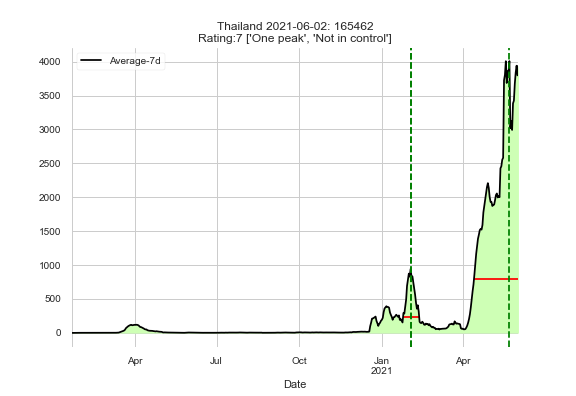 Thailand 2021-06-02: 165462
Rating:7 ['One peak', 'Not in control']
Average-7d
4000
3500
3000
2500
2000
1500
1000
500
0
Apr Jul Oct Jan Apr
2021
Date